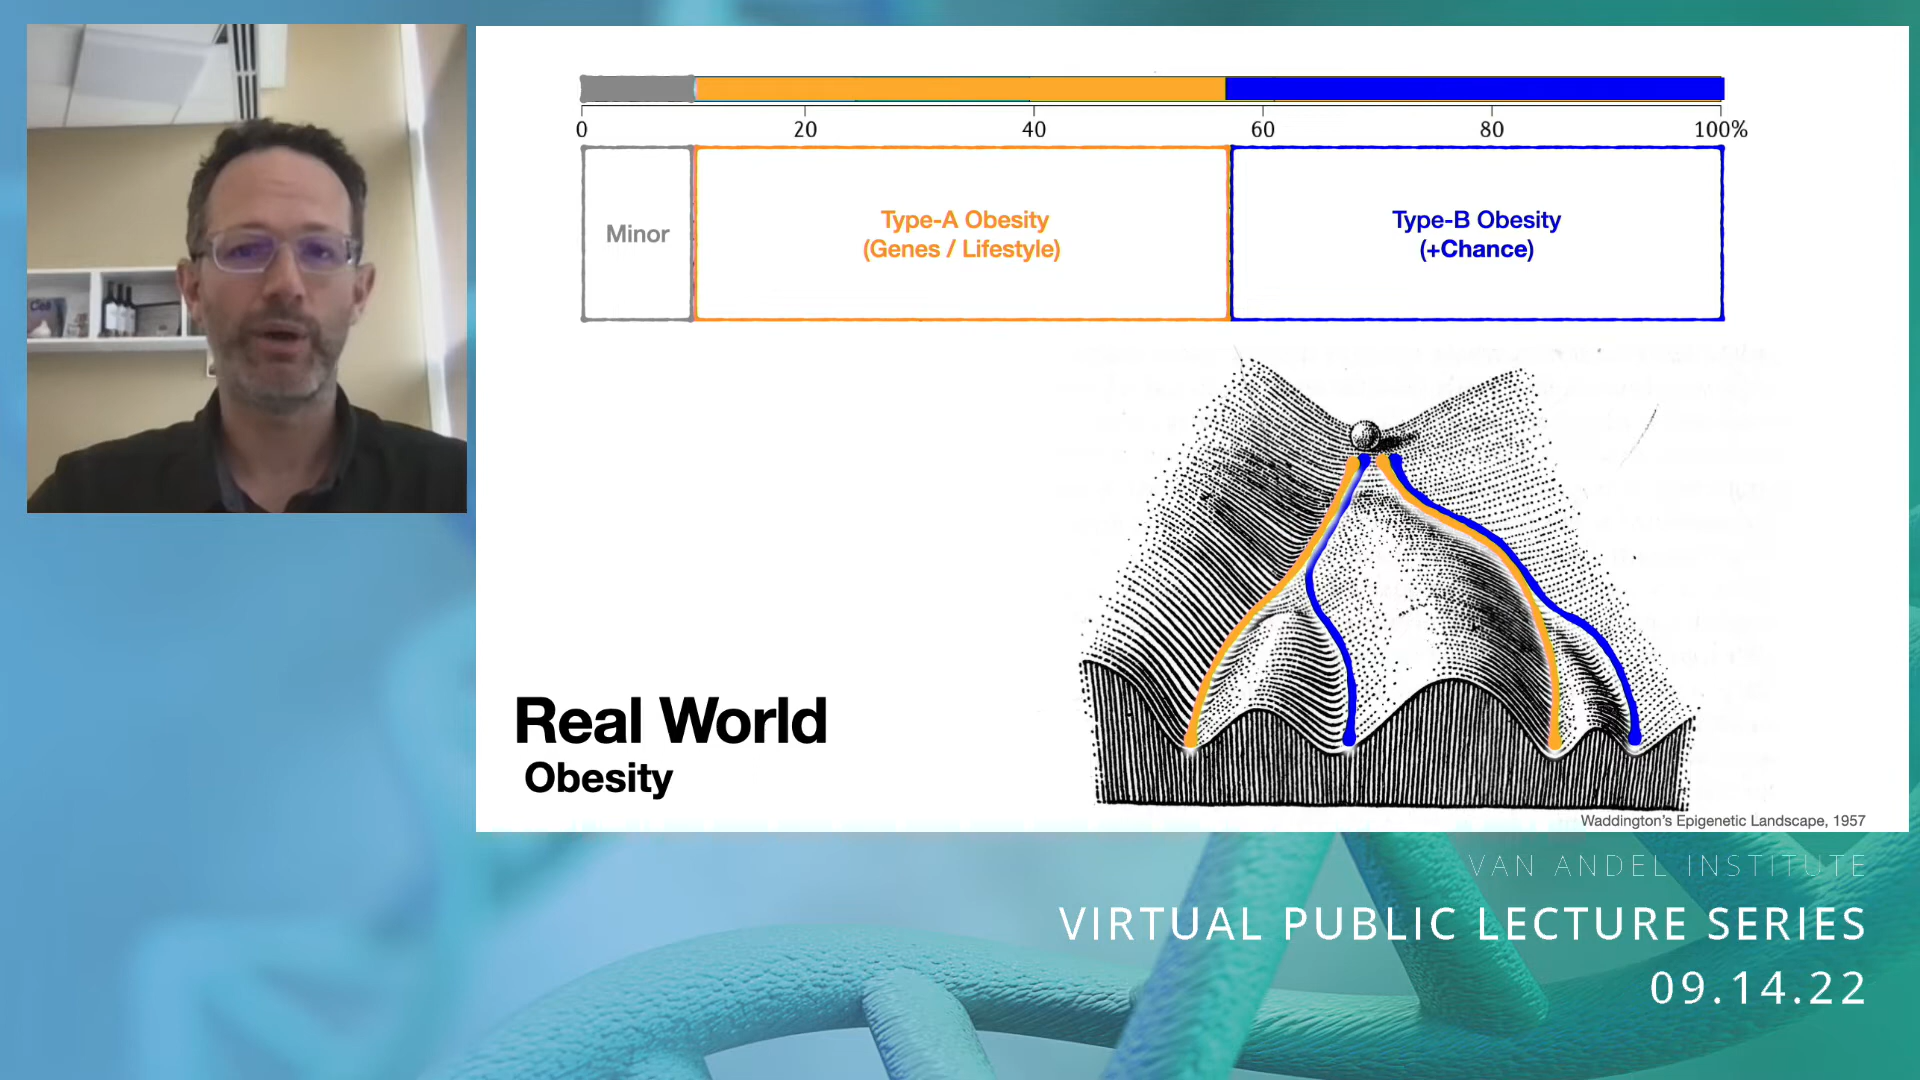 0 20 40 60 80 100%
Minor
Type-A Obesity
(Genes / Lifestyle)
Type-B Obesity
(+Chance)
Real World
Obesity
Waddington's Epigenetic Landscape, 1957
VAN ANDEL INSTITUTE
VIRTUAL PUBLIC LECTURE SERIES
09.14.22